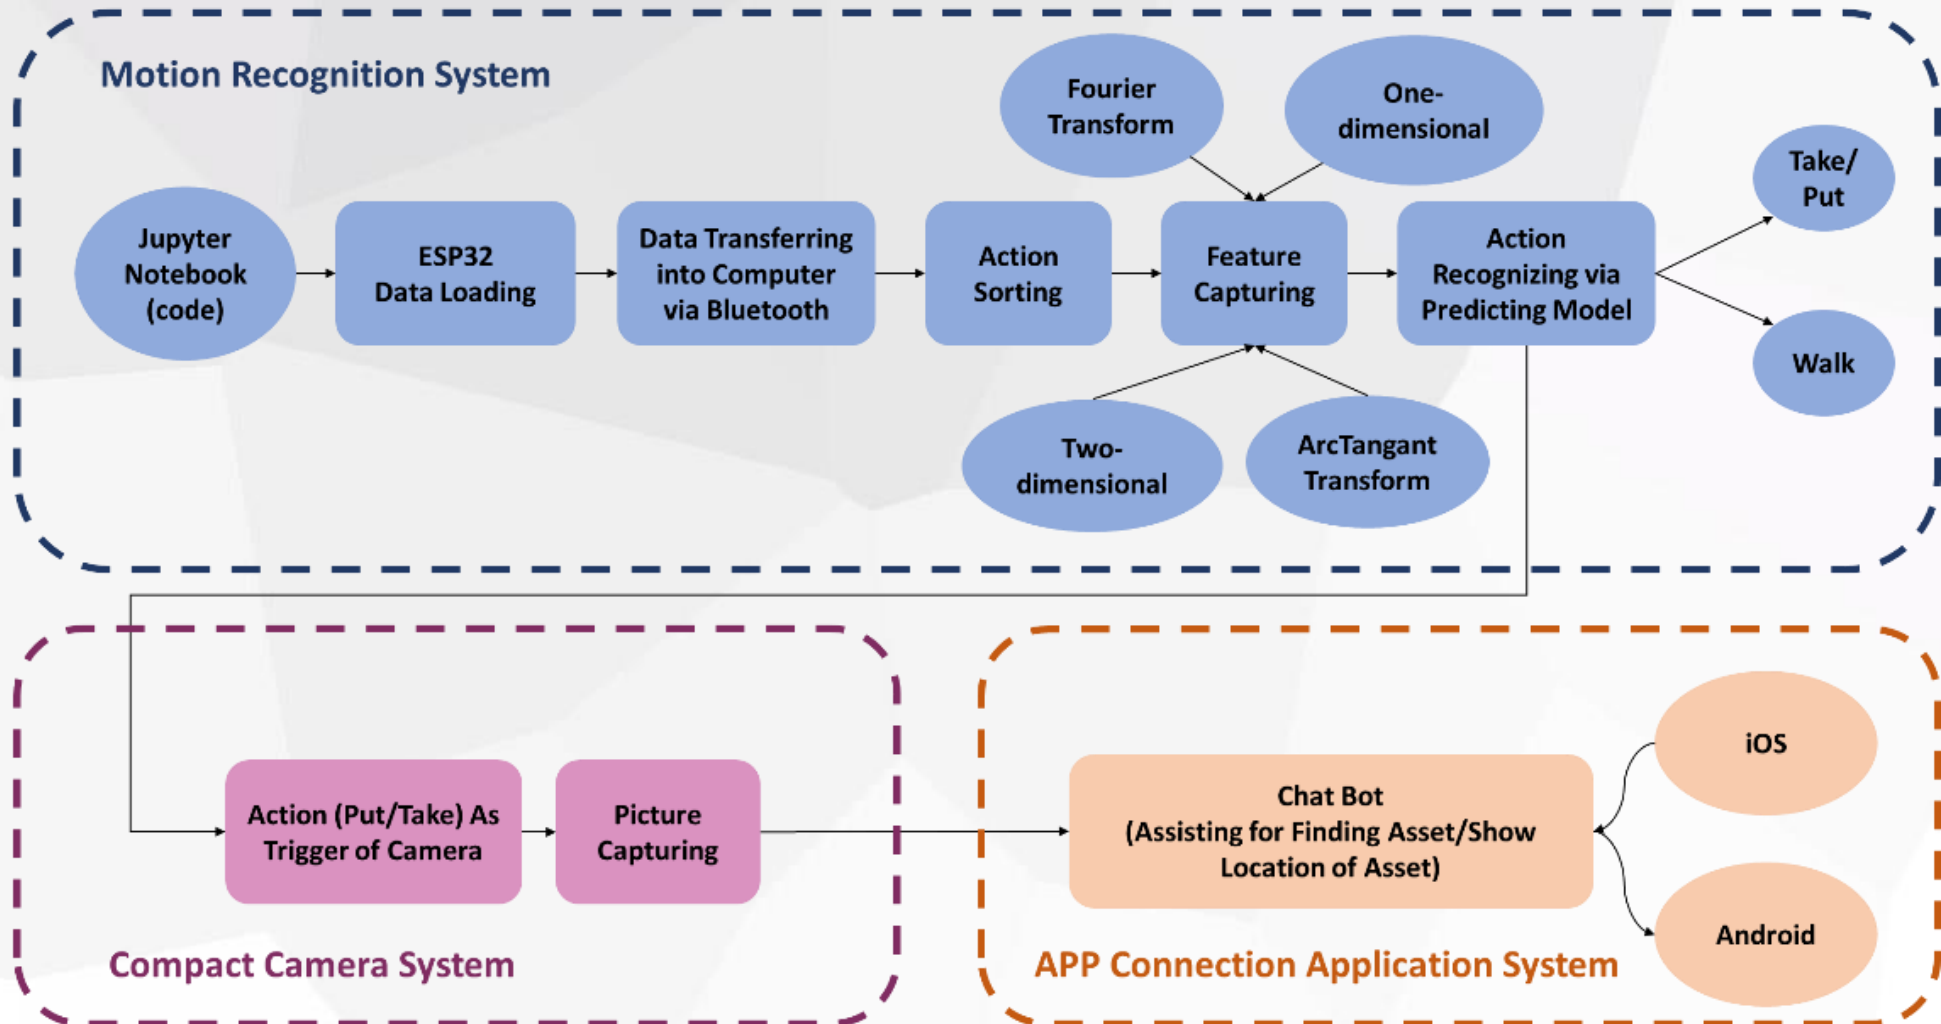 Motion Recognition System
Fourier
Transform
One-
dimensional
Take/
Put
Jupyter
Notebook
(code)
ESP32
Data Loading
Data Transferring
into Computer
via Bluetooth
Action
Sorting
Feature
Capturing
Action
Recognizing via
Predicting Model
Walk
Two-
dimensional
ArcTangant
Transform
Action (Put/Take) As
Trigger of Camera
Picture
Capturing
Compact Camera System
Chat Bot
(Assisting for Finding Asset/Show
Location of Asset)
iOS
Android
APP Connection Application System